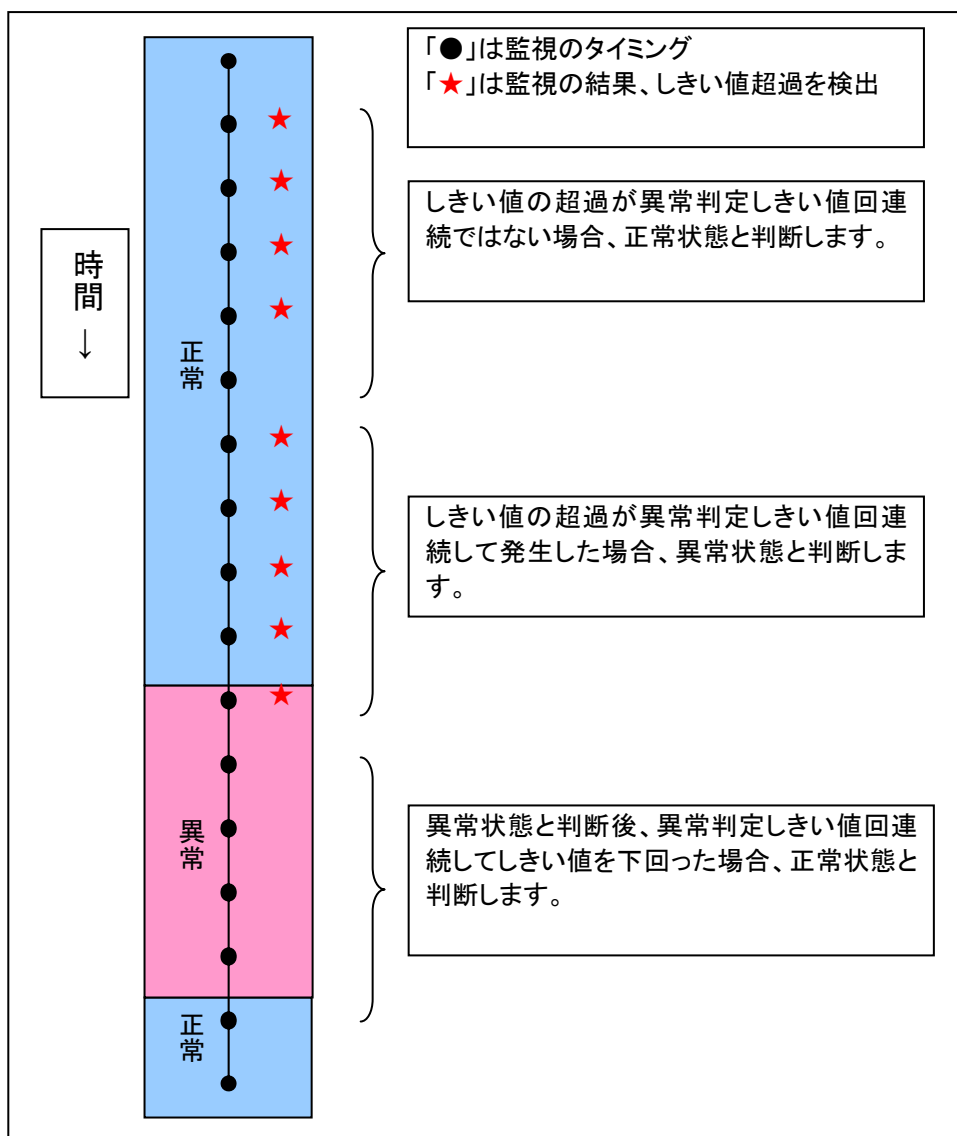 「●」は監視のタイミング
「★」は監視の結果、しきい値超過を検出
しきい値の超過が異常判定しきい値回連
続ではない場合、正常状態と判断します。
時間
↓
正常
しきい値の超過が異常判定しきい値回連
続して発生した場合、異常状態と判断しま
す。
異常
異常状態と判断後、異常判定しきい値回連
続してしきい値を下回った場合、正常状態と
判断します。
正常